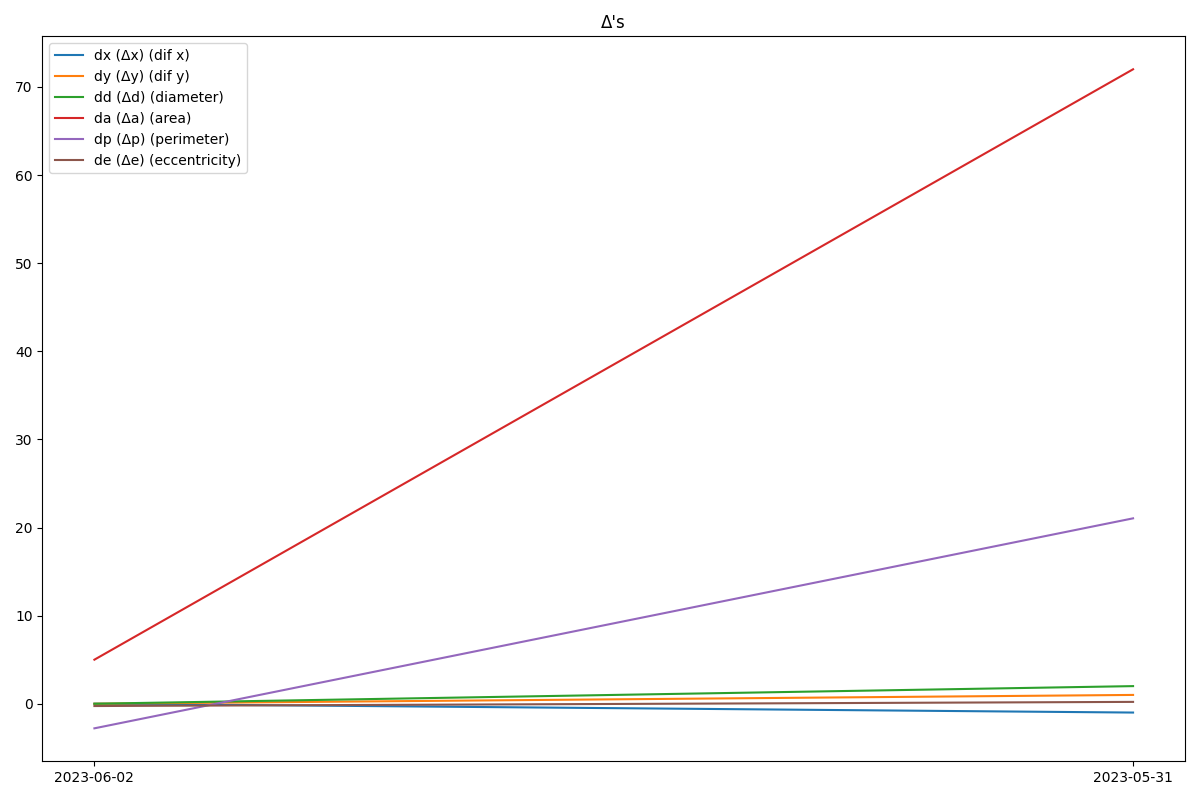 Δ's
dx (Δx) (dif x)
dy (Δy) (dif y)
dd (Δd) (diameter)
da (Δa) (area)
dp (Δp) (perimeter)
de (Δe) (eccentricity)
70
60
50
40
30
20
10
0
2023-06-02 2023-05-31